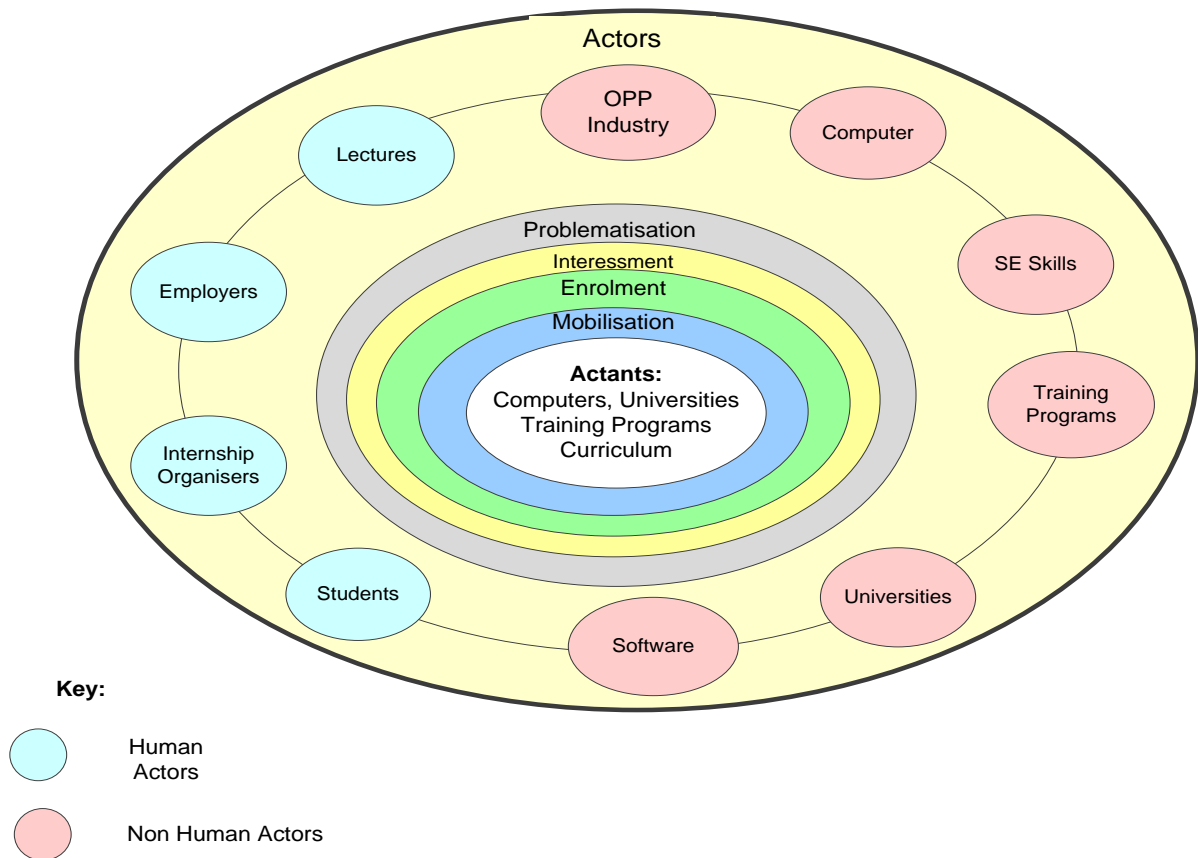 Actors
OPP
Industry
Computer
Lectures
SE Skills
Employers
Training
Programs
Internship
Organisers
Universities
Students
Software
Problematisation
Interessment
Enrolment
Mobilisation
Actants:
Computers, Universities
Training Programs
Curriculum
Key:
Human
Actors
Non Human Actors